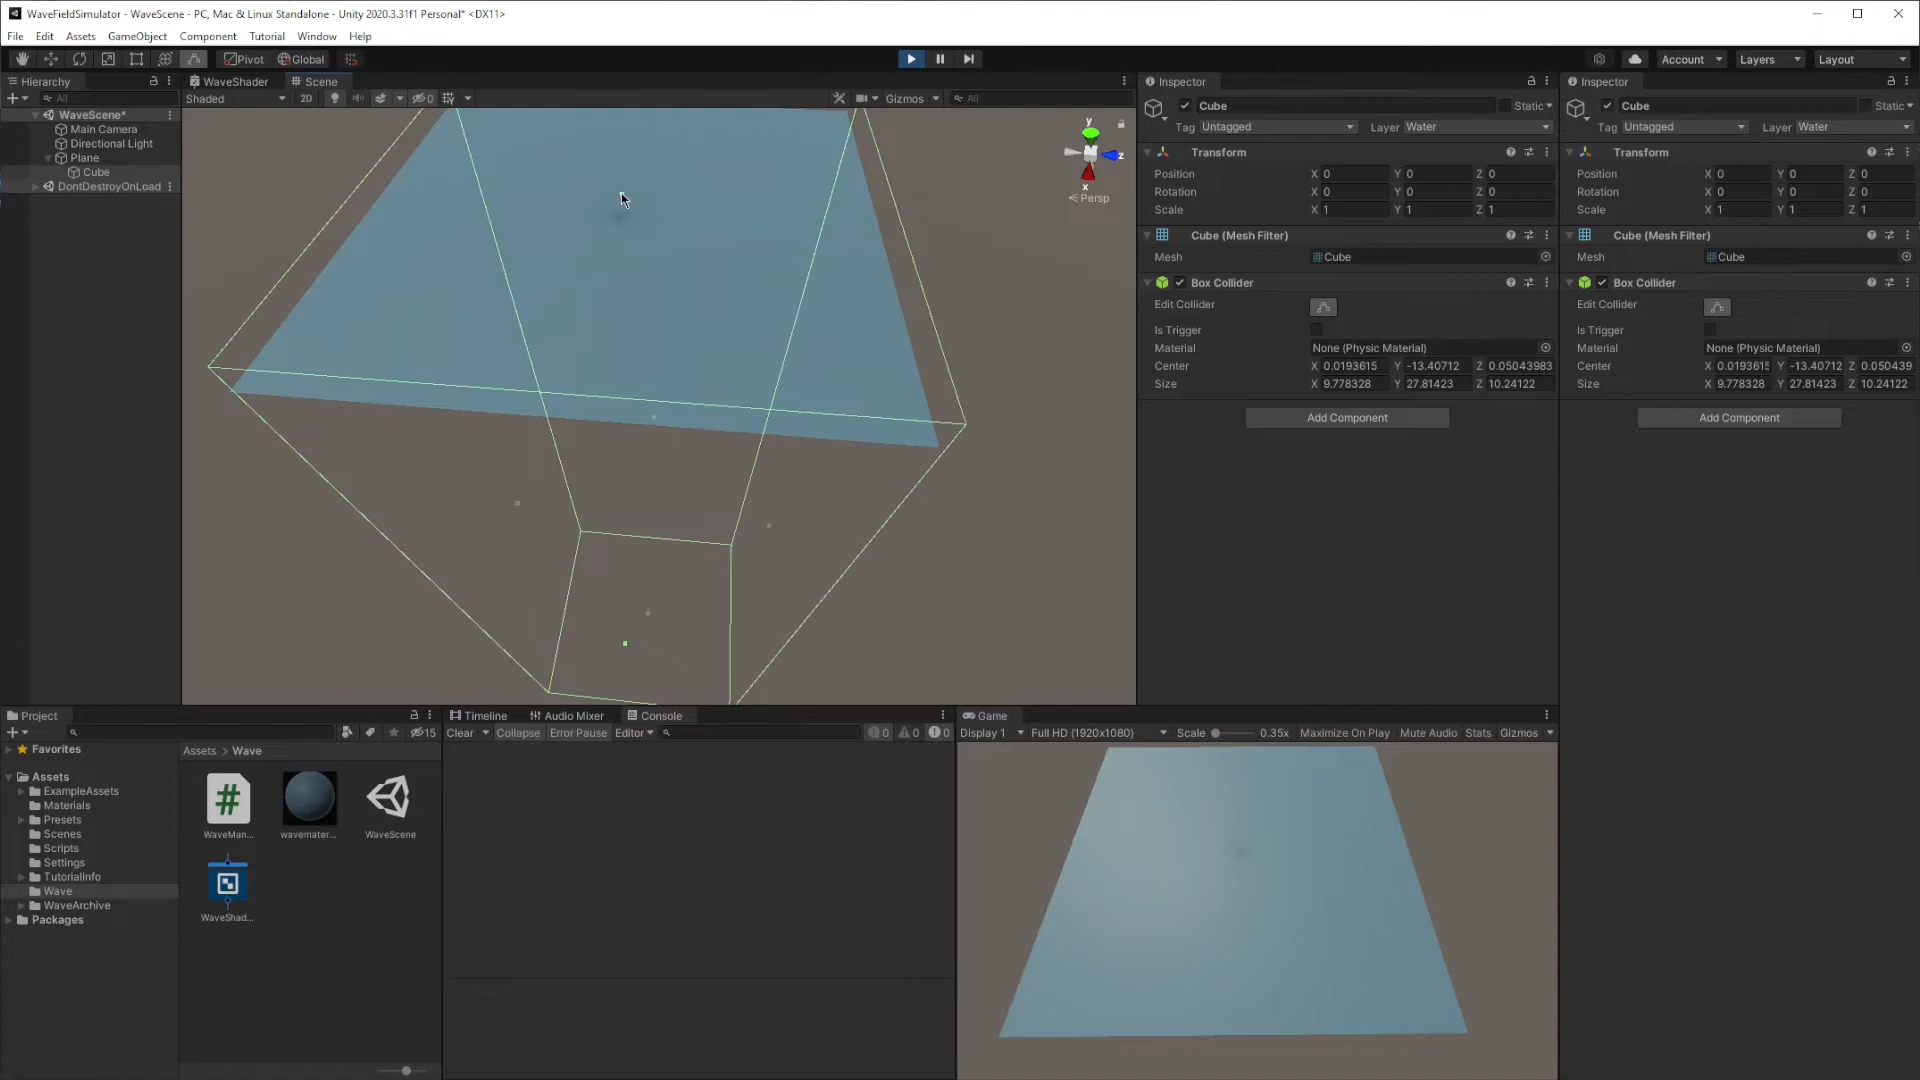 WaveFieldSimulator - WaveScene - PC, Mac & Linux Standalone - Unity 2020.3.31f1 Personal* <DX11>
File Edit Assets GameObject Component Tutorial Window Help
Pivot Global Account Layers Layout
Hierarchy
All
WaveScene*
Main Camera
Directional Light
Plane
Cube
DontDestroyOnLoad
WaveShader Scene
Shaded 2D 0 Gizmos All
y
z
x
Persp
Inspector
Cube Static
Tag Untagged Layer Water
Transform
Position X 0 Y 0 Z 0
Rotation X 0 Y 0 Z 0
Scale X 1 Y 1 Z 1
Cube (Mesh Filter)
Mesh Cube
Box Collider
Edit Collider
Is Trigger
Material None (Physic Material)
Center X 0.0193615 Y -13.40712 Z 0.05043983
Size X 9.778328 Y 27.81423 Z 10.24122
Add Component
Inspector
Cube Static
Tag Untagged Layer Water
Transform
Position X 0 Y 0 Z 0
Rotation X 0 Y 0 Z 0
Scale X 1 Y 1 Z 1
Cube (Mesh Filter)
Mesh Cube
Box Collider
Edit Collider
Is Trigger
Material None (Physic Material)
Center X 0.019361 Y -13.40712 Z 0.050439
Size X 9.778328 Y 27.81423 Z 10.24122
Add Component
Project
15
Favorites
Assets
ExampleAssets
Materials
Presets
Scenes
Scripts
Settings
TutorialInfo
Wave
WaveArchive
Packages
Assets > Wave
WaveMan... wavemater... WaveScene
WaveShad...
Timeline Audio Mixer Console
Clear Collapse Error Pause Editor 0 0 0
Game
Display 1 Full HD (1920x1080) Scale 0.35x Maximize On Play Mute Audio Stats Gizmos